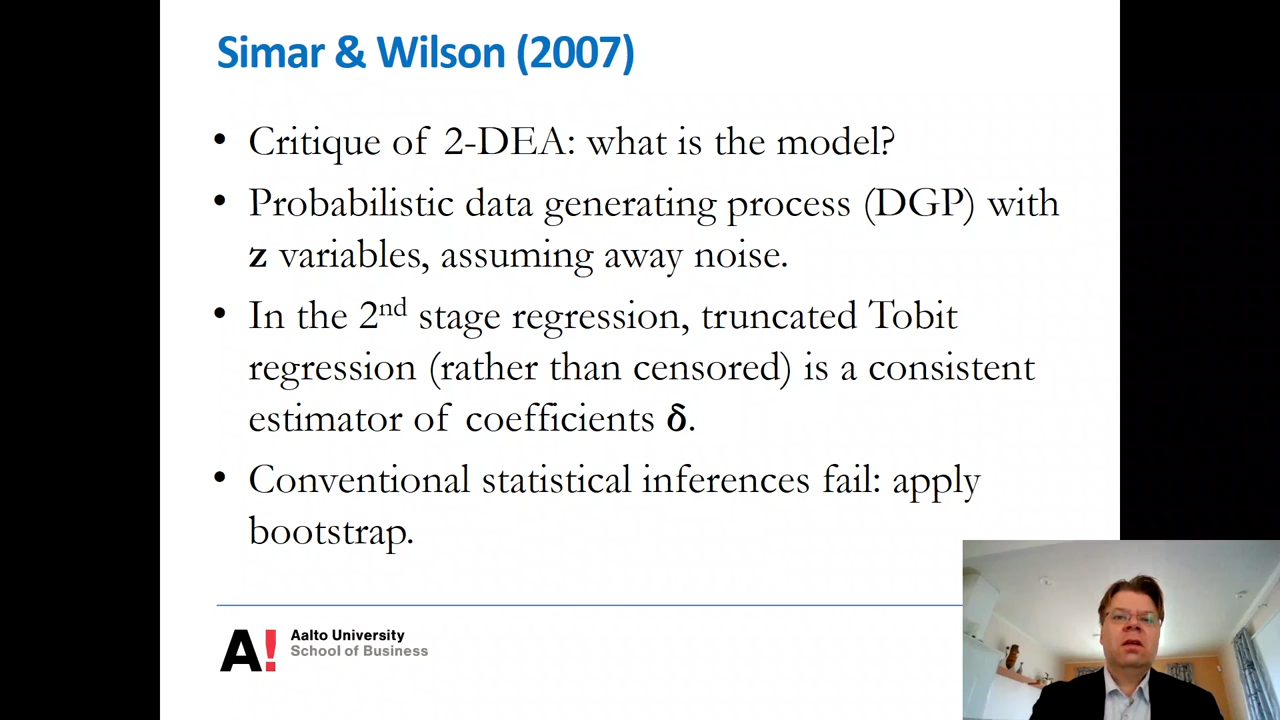 Simar & Wilson (2007)
• Critique of 2-DEA: what is the model?
• Probabilistic data generating process (DGP) with
z variables, assuming away noise.
• In the 2nd stage regression, truncated Tobit
regression (rather than censored) is a consistent
estimator of coefficients δ.
• Conventional statistical inferences fail: apply
bootstrap.
A! Aalto University
School of Business